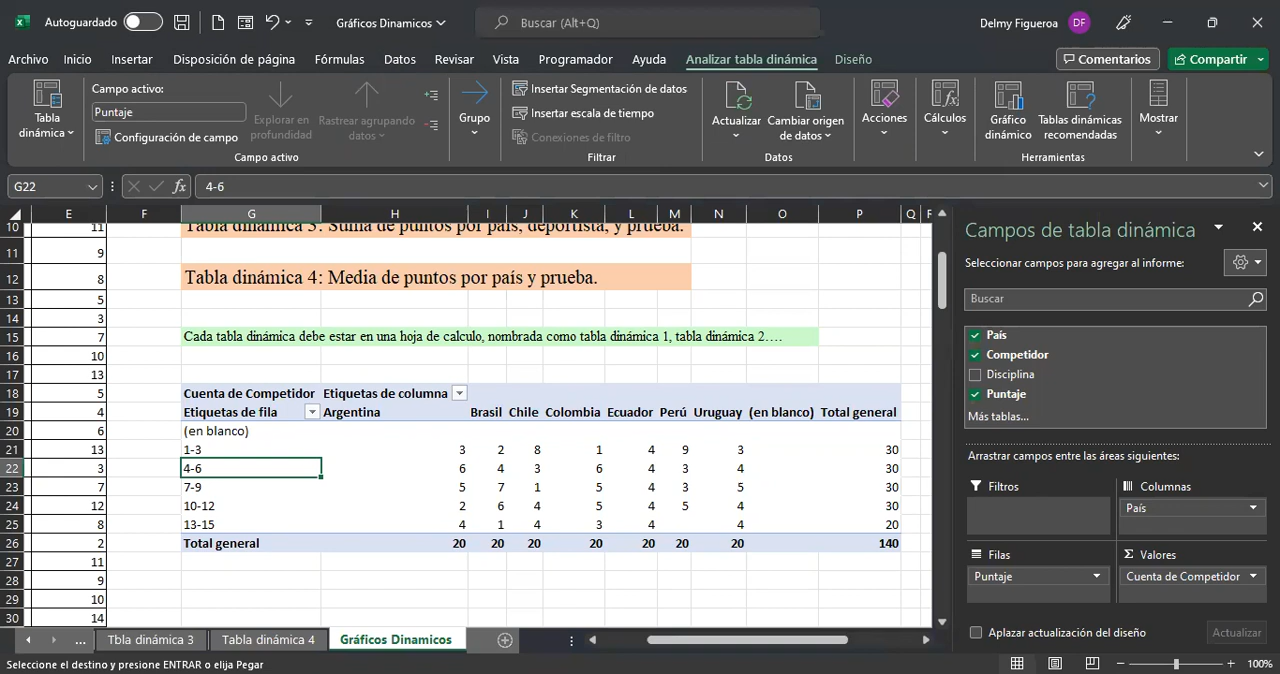 Autoguardado
Gráficos Dinamicos
Buscar (Alt+Q)
Delmy Figueroa DF
Archivo Inicio Insertar Disposición de página Fórmulas Datos Revisar Vista Programador Ayuda Analizar tabla dinámica Diseño Comentarios Compartir
Tabla dinámica
Campo activo:
Puntaje
Configuración de campo
Explorar en profundidad
Rastrear agrupando datos
Campo activo
Grupo
Insertar Segmentación de datos
Insertar escala de tiempo
Conexiones de filtro
Filtrar
Actualizar
Cambiar origen de datos
Datos
Acciones
Cálculos
Gráfico dinámico
Tablas dinámicas recomendadas
Herramientas
Mostrar
G22 fx 4-6
E F G H I J K L M N O P Q
10 11 Tabla dinámica 3: Suma de puntos por país, deportista, y prueba.
11 9
12 8 Tabla dinámica 4: Media de puntos por país y prueba.
13 5
14 3
15 7 Cada tabla dinámica debe estar en una hoja de calculo, nombrada como tabla dinámica 1, tabla dinámica 2….
16 10
17 13
18 5 Cuenta de Competidor Etiquetas de columna
19 4 Etiquetas de fila Argentina Brasil Chile Colombia Ecuador Perú Uruguay (en blanco) Total general
20 6 (en blanco)
21 13 1-3 3 2 8 1 4 9 3 30
22 3 4-6 6 4 3 6 4 3 4 30
23 7 7-9 5 7 1 5 4 3 5 30
24 12 10-12 2 6 4 5 4 5 4 30
25 8 13-15 4 1 4 3 4 4 20
26 2 Total general 20 20 20 20 20 20 20 140
27 11
28 9
29 10
30 14
Campos de tabla dinámica
Seleccionar campos para agregar al informe:
Buscar
País
Competidor
Disciplina
Puntaje
Más tablas...
Arrastrar campos entre las áreas siguientes:
Filtros
Columnas
País
Filas
Puntaje
Σ Valores
Cuenta de Competidor
Aplazar actualización del diseño Actualizar
... Tbla dinámica 3 Tabla dinámica 4 Gráficos Dinamicos
Seleccione el destino y presione ENTRAR o elija Pegar
100%